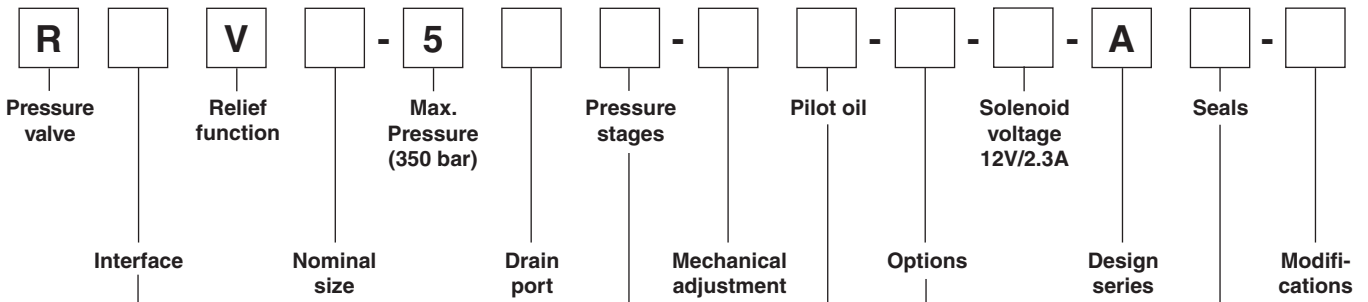 R V - 5 - - - - A -
Pressure valve
Relief function
Max. Pressure (350 bar)
Pressure stages
Pilot oil
Solenoid voltage 12V/2.3A
Seals
Interface
Nominal size
Drain port
Mechanical adjustment
Options
Design series
Modifi-cations